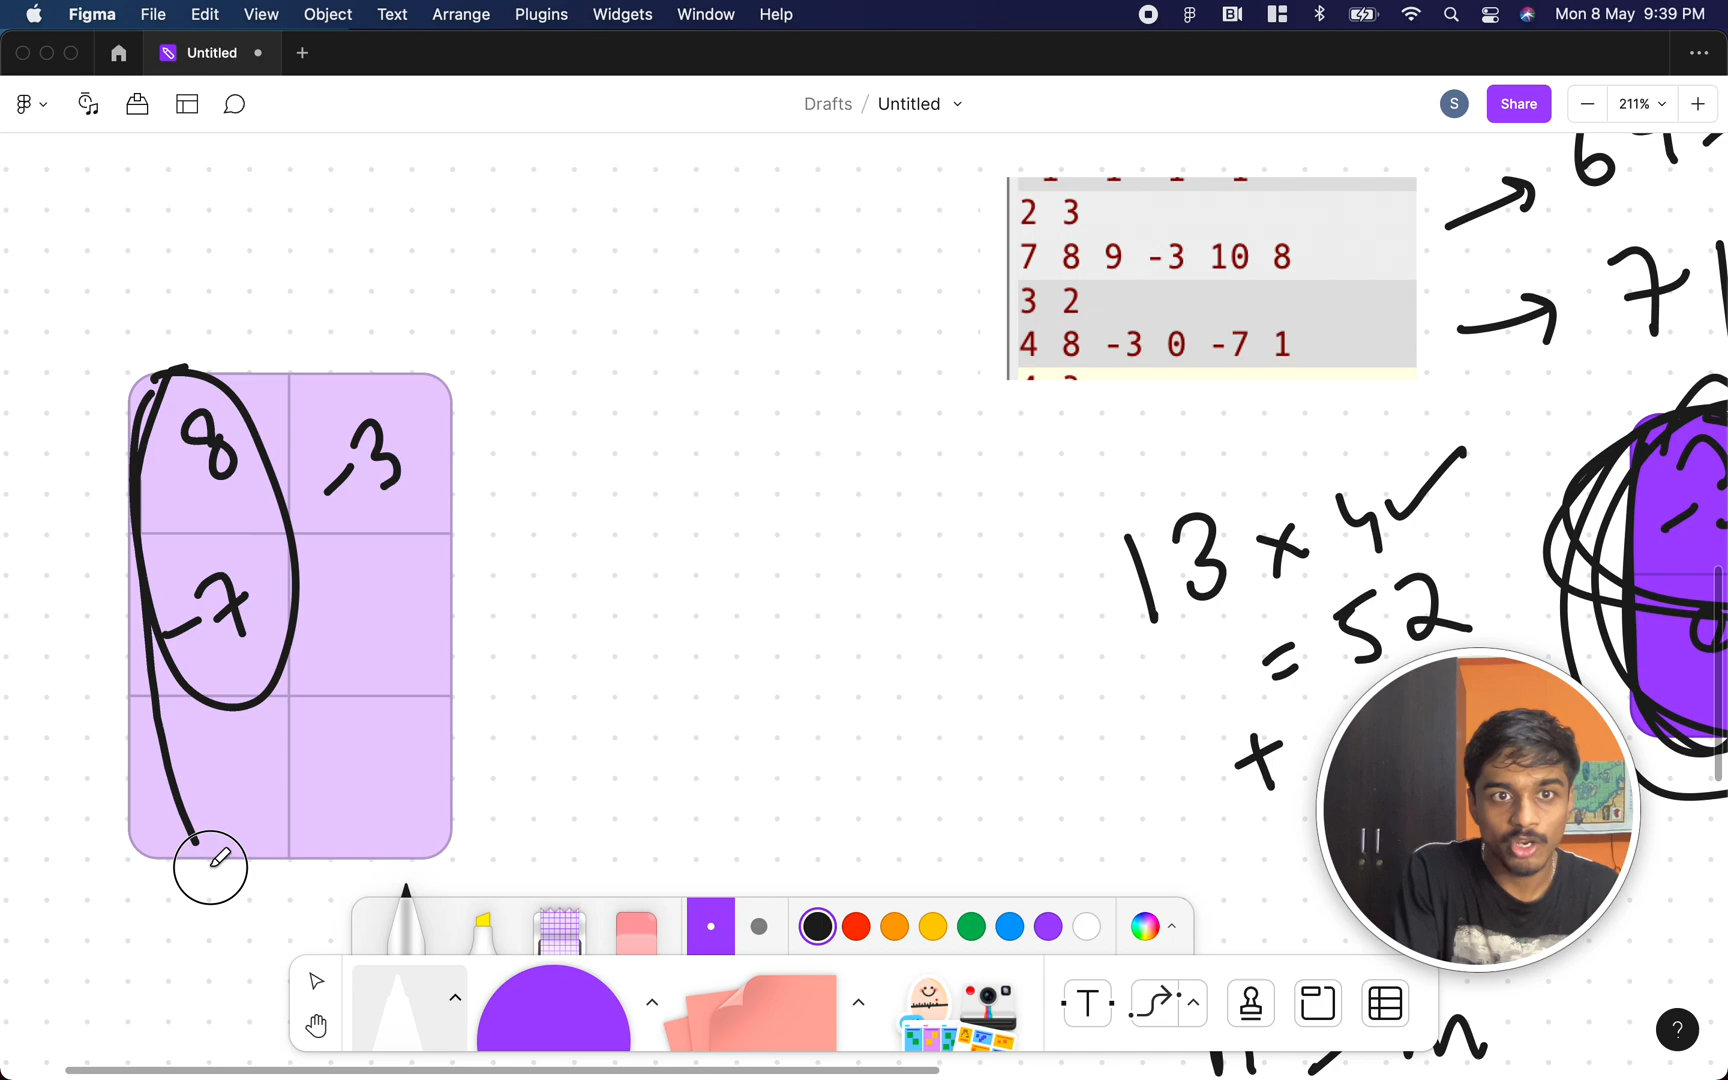 Figma File Edit View Object Text Arrange Plugins Widgets Window Help Mon 8 May 9:39 PM
Untitled
Drafts / Untitled S Share 211%
2 3
7 8 9 -3 10 8
3 2
4 8 -3 0 -7 1
8 -3
-7
13 x 4
= 52
+
T
?